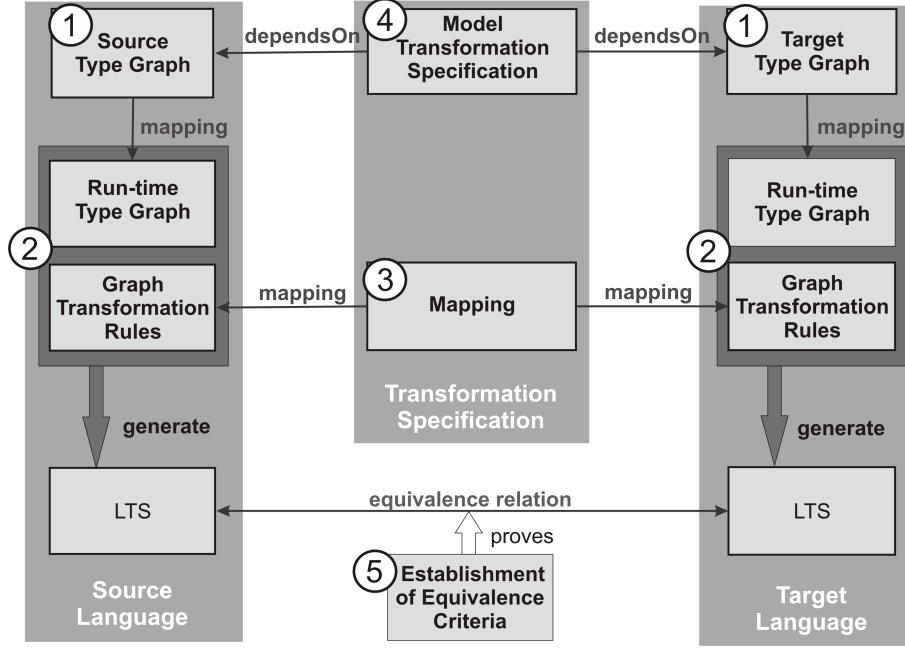 1
Source
Type Graph
dependsOn
4
Model
Transformation
Specification
dependsOn
1
Target
Type Graph
mapping
mapping
Run-time
Type Graph
Run-time
Type Graph
2
2
Graph
Transformation
Rules
mapping
3
Mapping
mapping
Graph
Transformation
Rules
Transformation
Specification
generate
generate
LTS
equivalence relation
LTS
proves
5
Establishment
of Equivalence
Criteria
Source
Language
Target
Language